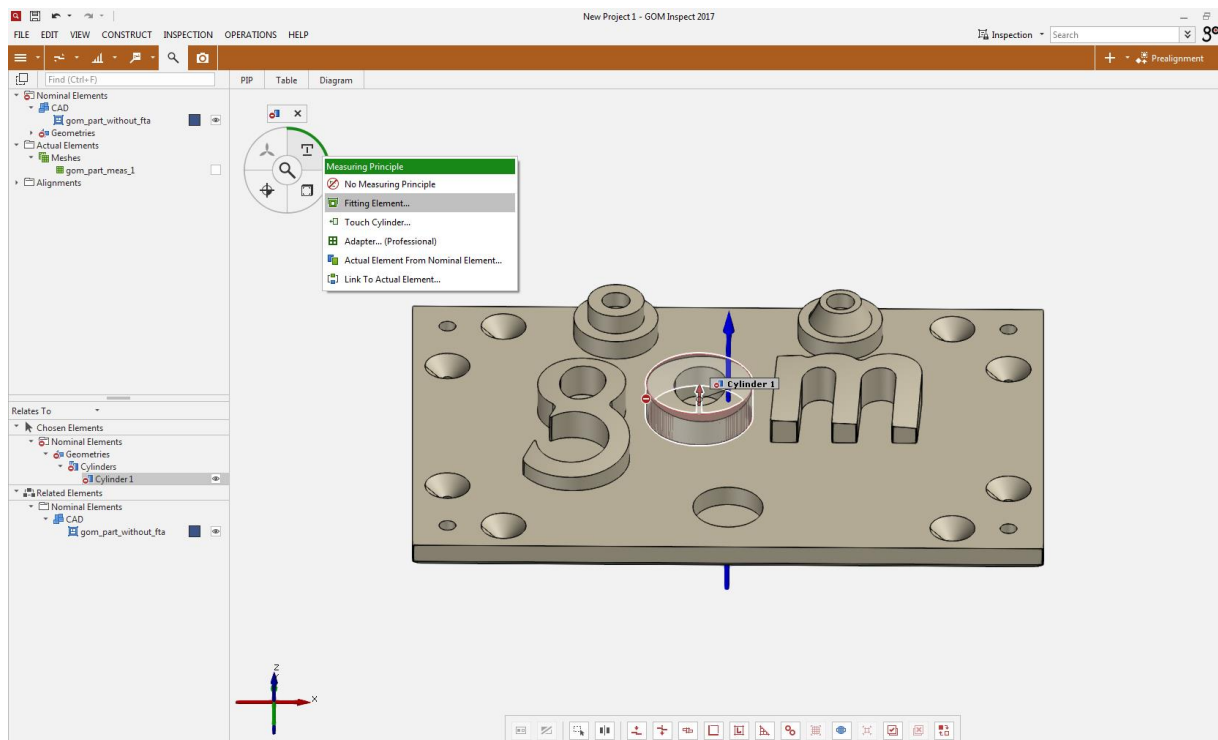 New Project 1 - GOM Inspect 2017
FILE EDIT VIEW CONSTRUCT INSPECTION OPERATIONS HELP
Inspection
Search
Prealignment
Find (Ctrl+F)
PIP Table Diagram
Nominal Elements
CAD
gom_part_without_fta
Geometries
Actual Elements
Meshes
gom_part_meas_1
Alignments
Measuring Principle
No Measuring Principle
Fitting Element...
Touch Cylinder...
Adapter... (Professional)
Actual Element From Nominal Element...
Link To Actual Element...
Cylinder 1
Relates To
Chosen Elements
Nominal Elements
Geometries
Cylinders
Cylinder 1
Related Elements
Nominal Elements
CAD
gom_part_without_fta
Z
X